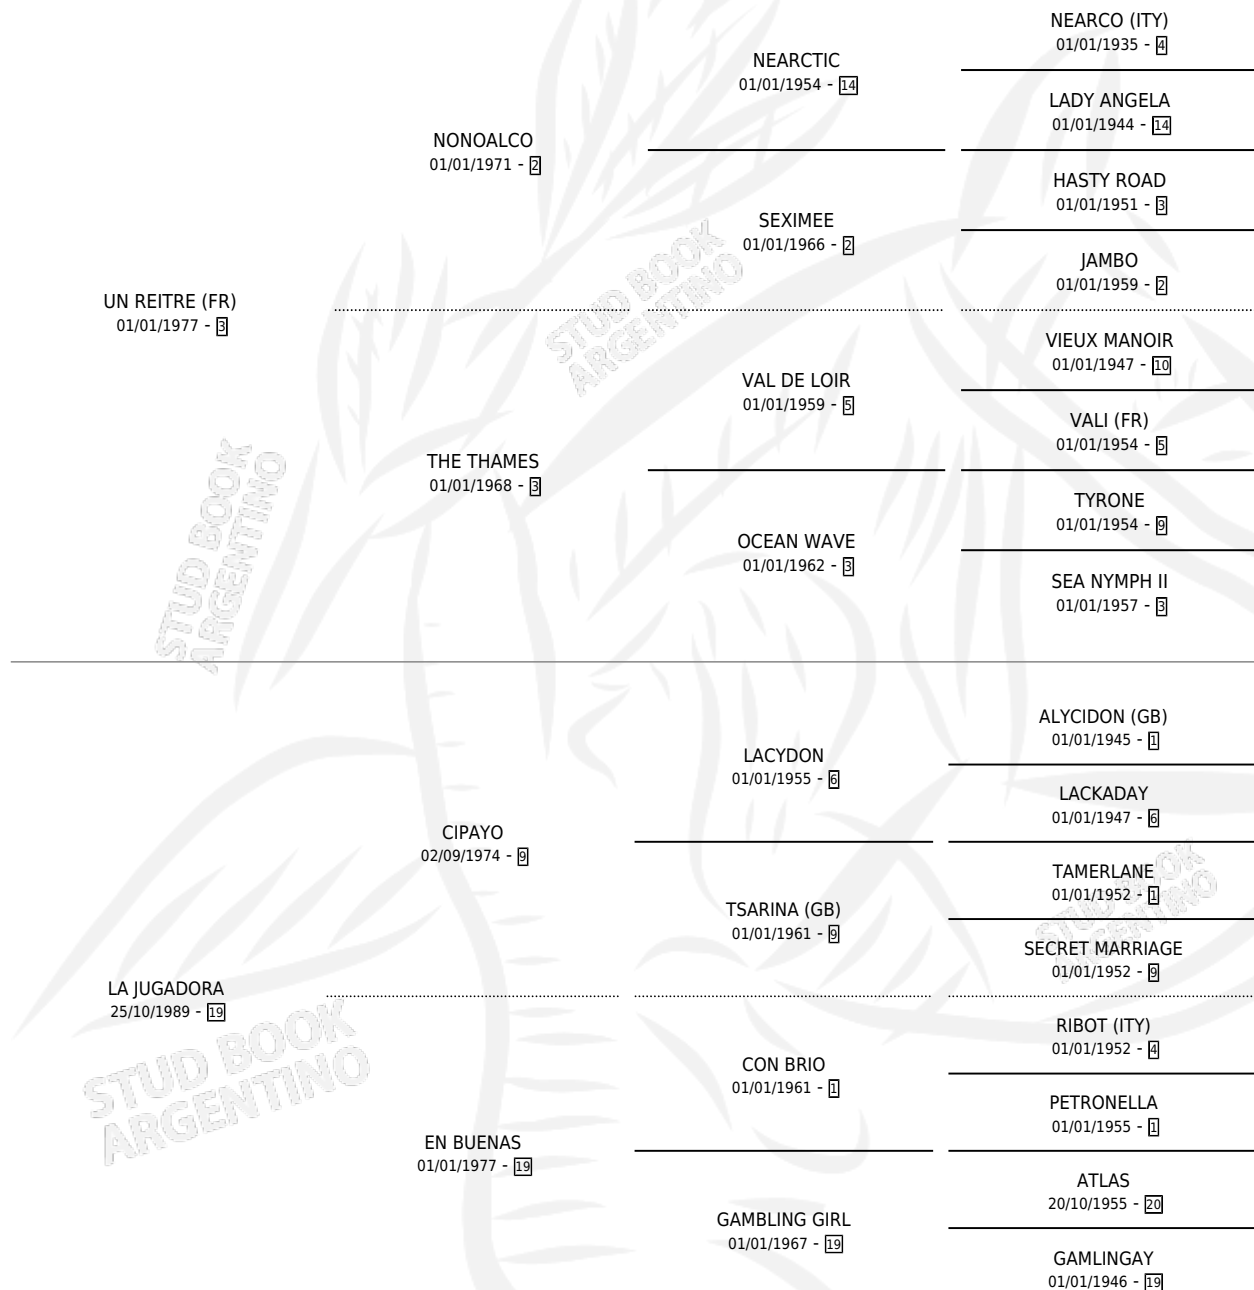 NEARCO (ITY)
01/01/1935 - 4
NEARCTIC
01/01/1954 - 14
LADY ANGELA
01/01/1944 - 14
NONOALCO
01/01/1971 - 2
HASTY ROAD
01/01/1951 - 3
SEXIMEE
01/01/1966 - 2
JAMBO
01/01/1959 - 2
UN REITRE (FR)
01/01/1977 - 3
VIEUX MANOIR
01/01/1947 - 10
VAL DE LOIR
01/01/1959 - 5
VALI (FR)
01/01/1954 - 5
THE THAMES
01/01/1968 - 3
TYRONE
01/01/1954 - 9
OCEAN WAVE
01/01/1962 - 3
SEA NYMPH II
01/01/1957 - 3
STUD BOOK
ARGENTINO
STUD BOOK
ARGENTINO
ALYCIDON (GB)
01/01/1945 - 1
LACYDON
01/01/1955 - 6
LACKADAY
01/01/1947 - 6
CIPAYO
02/09/1974 - 9
TAMERLANE
01/01/1952 - 1
TSARINA (GB)
01/01/1961 - 9
SECRET MARRIAGE
01/01/1952 - 9
STUD BOOK
ARGENTINO
LA JUGADORA
25/10/1989 - 19
RIBOT (ITY)
01/01/1952 - 4
CON BRIO
01/01/1961 - 1
PETRONELLA
01/01/1955 - 1
EN BUENAS
01/01/1977 - 19
ATLAS
20/10/1955 - 20
GAMBLING GIRL
01/01/1967 - 19
GAMLINGAY
01/01/1946 - 19
STUD BOOK
ARGENTINO